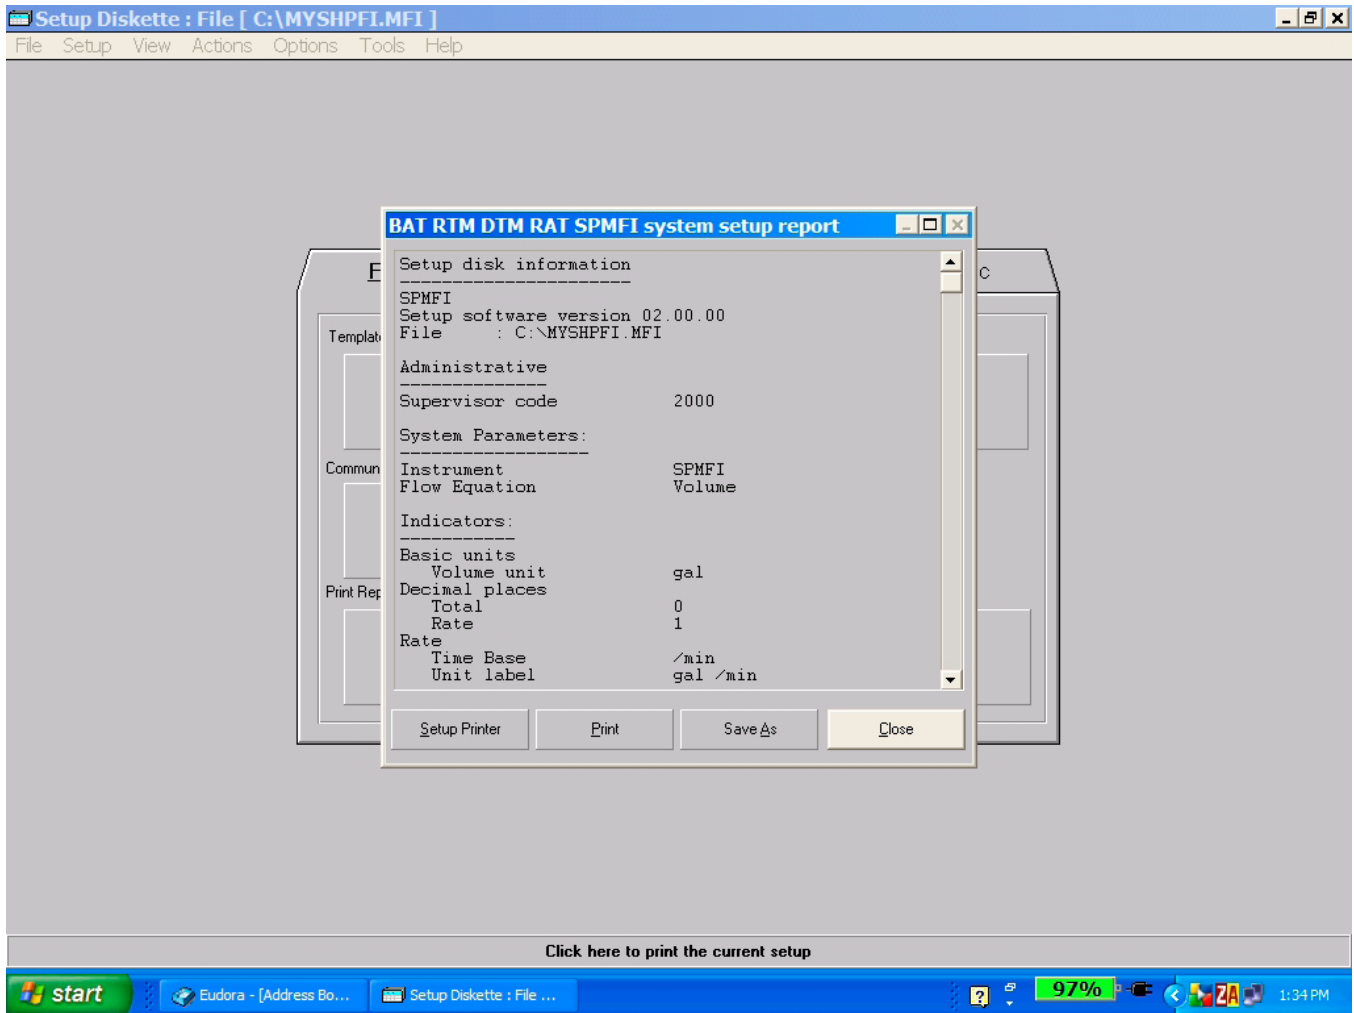 Setup Diskette : File [ C:\MYSHPFI.MFI ]
File Setup View Actions Options Tools Help
BAT RTM DTM RAT SPMFI system setup report
Setup disk information
----------------------
SPMFI
Setup software version 02.00.00
File : C:\MYSHPFI.MFI
Administrative
--------------
Supervisor code 2000
System Parameters:
------------------
Instrument SPMFI
Flow Equation Volume
Indicators:
-----------
Basic units
Volume unit gal
Decimal places
Total 0
Rate 1
Rate
Time Base /min
Unit label gal /min
Setup Printer Print Save As Close
F
c
Templat
Commun
Print Rep
Click here to print the current setup
start Eudora - [Address Bo... Setup Diskette : File ... ? 97% ZA 1:34 PM